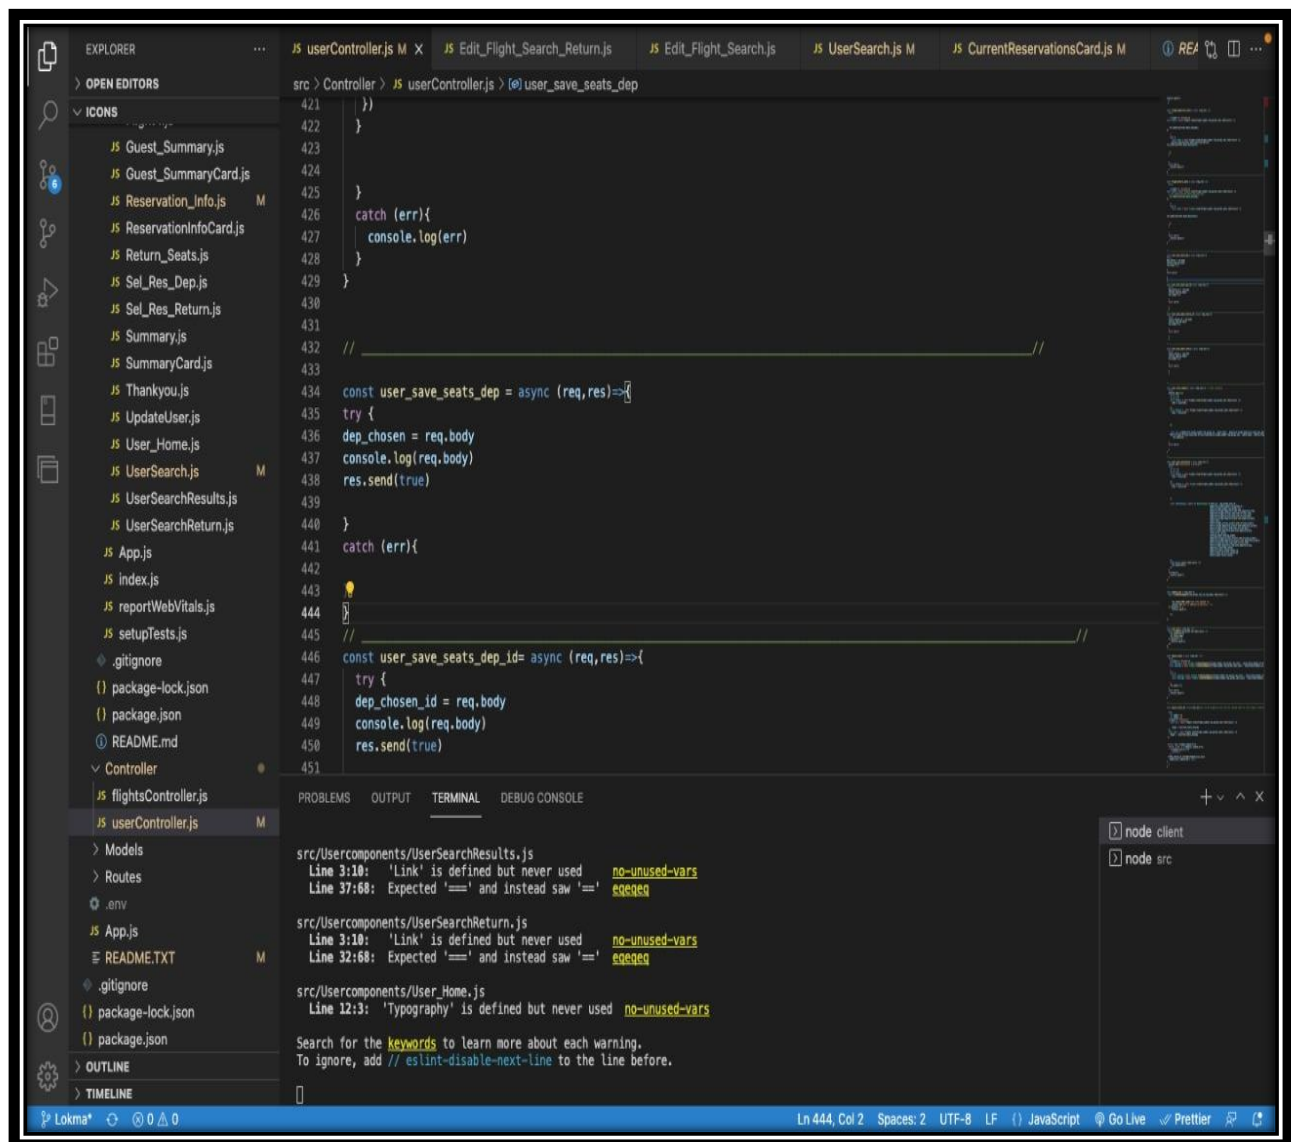 EXPLORER
OPEN EDITORS
ICONS
Guest_Summary.js
Guest_SummaryCard.js
Reservation_Info.js M
ReservationInfoCard.js
Return_Seats.js
Sel_Res_Dep.js
Sel_Res_Return.js
Summary.js
SummaryCard.js
Thankyou.js
UpdateUser.js
User_Home.js
UserSearch.js M
UserSearchResults.js
UserSearchReturn.js
App.js
index.js
reportWebVitals.js
setupTests.js
.gitignore
package-lock.json
package.json
README.md
Controller
flightsController.js
userController.js M
Models
Routes
.env
App.js
README.TXT M
.gitignore
package-lock.json
package.json
OUTLINE
TIMELINE
6
JS userController.js M X JS Edit_Flight_Search_Return.js JS Edit_Flight_Search.js JS UserSearch.js M JS CurrentReservationsCard.js M REA
src > Controller > JS userController.js > user_save_seats_dep
421 })
422 }
423
424
425 }
426 catch (err){
427 console.log(err)
428 }
429 }
430
431
432 // ____________//
433
434 const user_save_seats_dep = async (req,res)=>{
435 try {
436 dep_chosen = req.body
437 console.log(req.body)
438 res.send(true)
439
440 }
441 catch (err){
442
443
444 }
445 // ____________//
446 const user_save_seats_dep_id= async (req,res)=>{
447 try {
448 dep_chosen_id = req.body
449 console.log(req.body)
450 res.send(true)
451
PROBLEMS OUTPUT TERMINAL DEBUG CONSOLE
node client
node src
src/Usercomponents/UserSearchResults.js
Line 3:10: 'Link' is defined but never used no-unused-vars
Line 37:68: Expected '===' and instead saw '==' eqeqeq
src/Usercomponents/UserSearchReturn.js
Line 3:10: 'Link' is defined but never used no-unused-vars
Line 32:68: Expected '===' and instead saw '==' eqeqeq
src/Usercomponents/User_Home.js
Line 12:3: 'Typography' is defined but never used no-unused-vars
Search for the keywords to learn more about each warning.
To ignore, add // eslint-disable-next-line to the line before.
Lokma* 0 0 Ln 444, Col 2 Spaces: 2 UTF-8 LF {} JavaScript Go Live Prettier